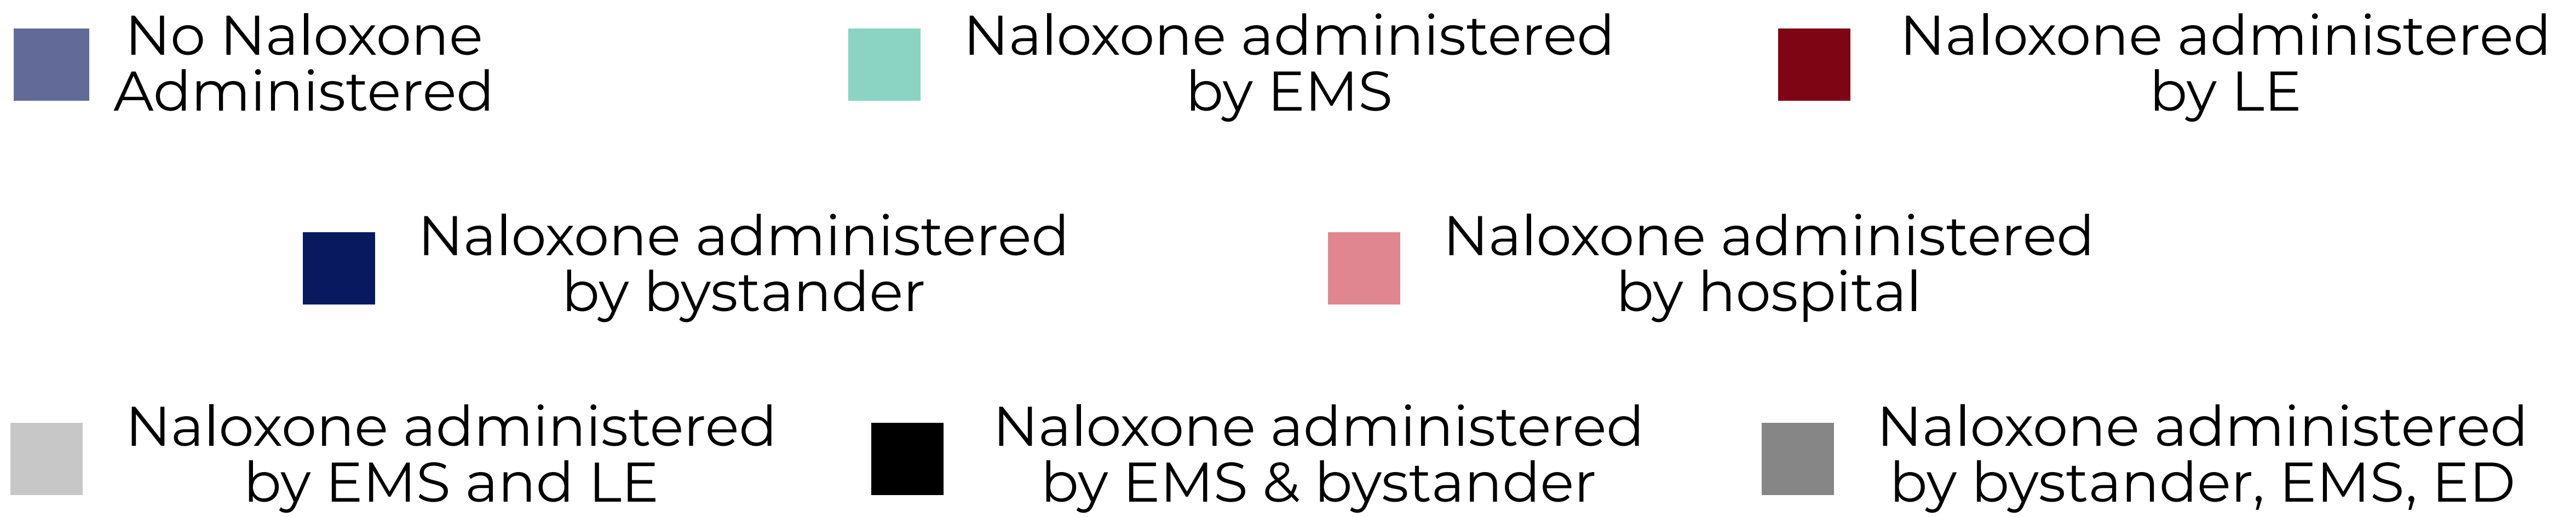 No Naloxone
Administered
Naloxone administered
by EMS
Naloxone administered
by LE
Naloxone administered
by bystander
Naloxone administered
by hospital
Naloxone administered
by EMS and LE
Naloxone administered
by EMS & bystander
Naloxone administered
by bystander, EMS, ED